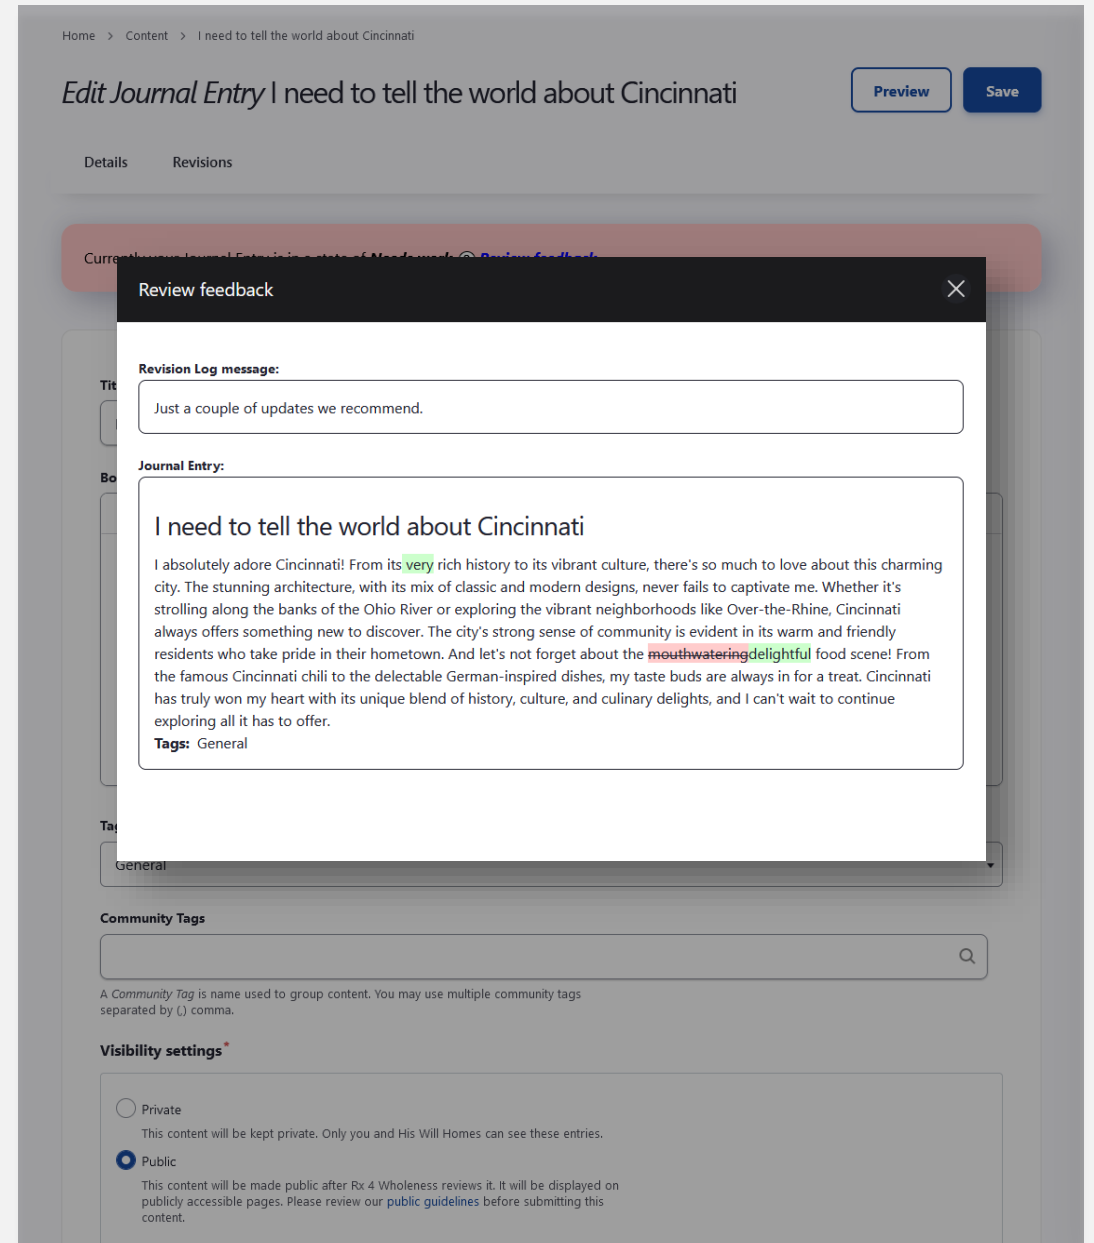 Home > Content > I need to tell the world about Cincinnati
Edit Journal Entry I need to tell the world about Cincinnati
Preview
Save
Details
Revisions
Review feedback
Revision Log message:
Just a couple of updates we recommend.
Journal Entry:
I need to tell the world about Cincinnati
I absolutely adore Cincinnati! From its very rich history to its vibrant culture, there's so much to love about this charming
city. The stunning architecture, with its mix of classic and modern designs, never fails to captivate me. Whether it's
strolling along the banks of the Ohio River or exploring the vibrant neighborhoods like Over-the-Rhine, Cincinnati
always offers something new to discover. The city's strong sense of community is evident in its warm and friendly
residents who take pride in their hometown. And let's not forget about the mouthwateringdelightful food scene! From
the famous Cincinnati chili to the delectable German-inspired dishes, my taste buds are always in for a treat. Cincinnati
has truly won my heart with its unique blend of history, culture, and culinary delights, and I can't wait to continue
exploring all it has to offer.
Tags: General
General
Community Tags
A Community Tag is name used to group content. You may use multiple community tags
separated by (,) comma.
Visibility settings*
Private
This content will be kept private. Only you and His Will Homes can see these entries.
Public
This content will be made public after Rx 4 Wholeness reviews it. It will be displayed on
publicly accessible pages. Please review our public guidelines before submitting this
content.